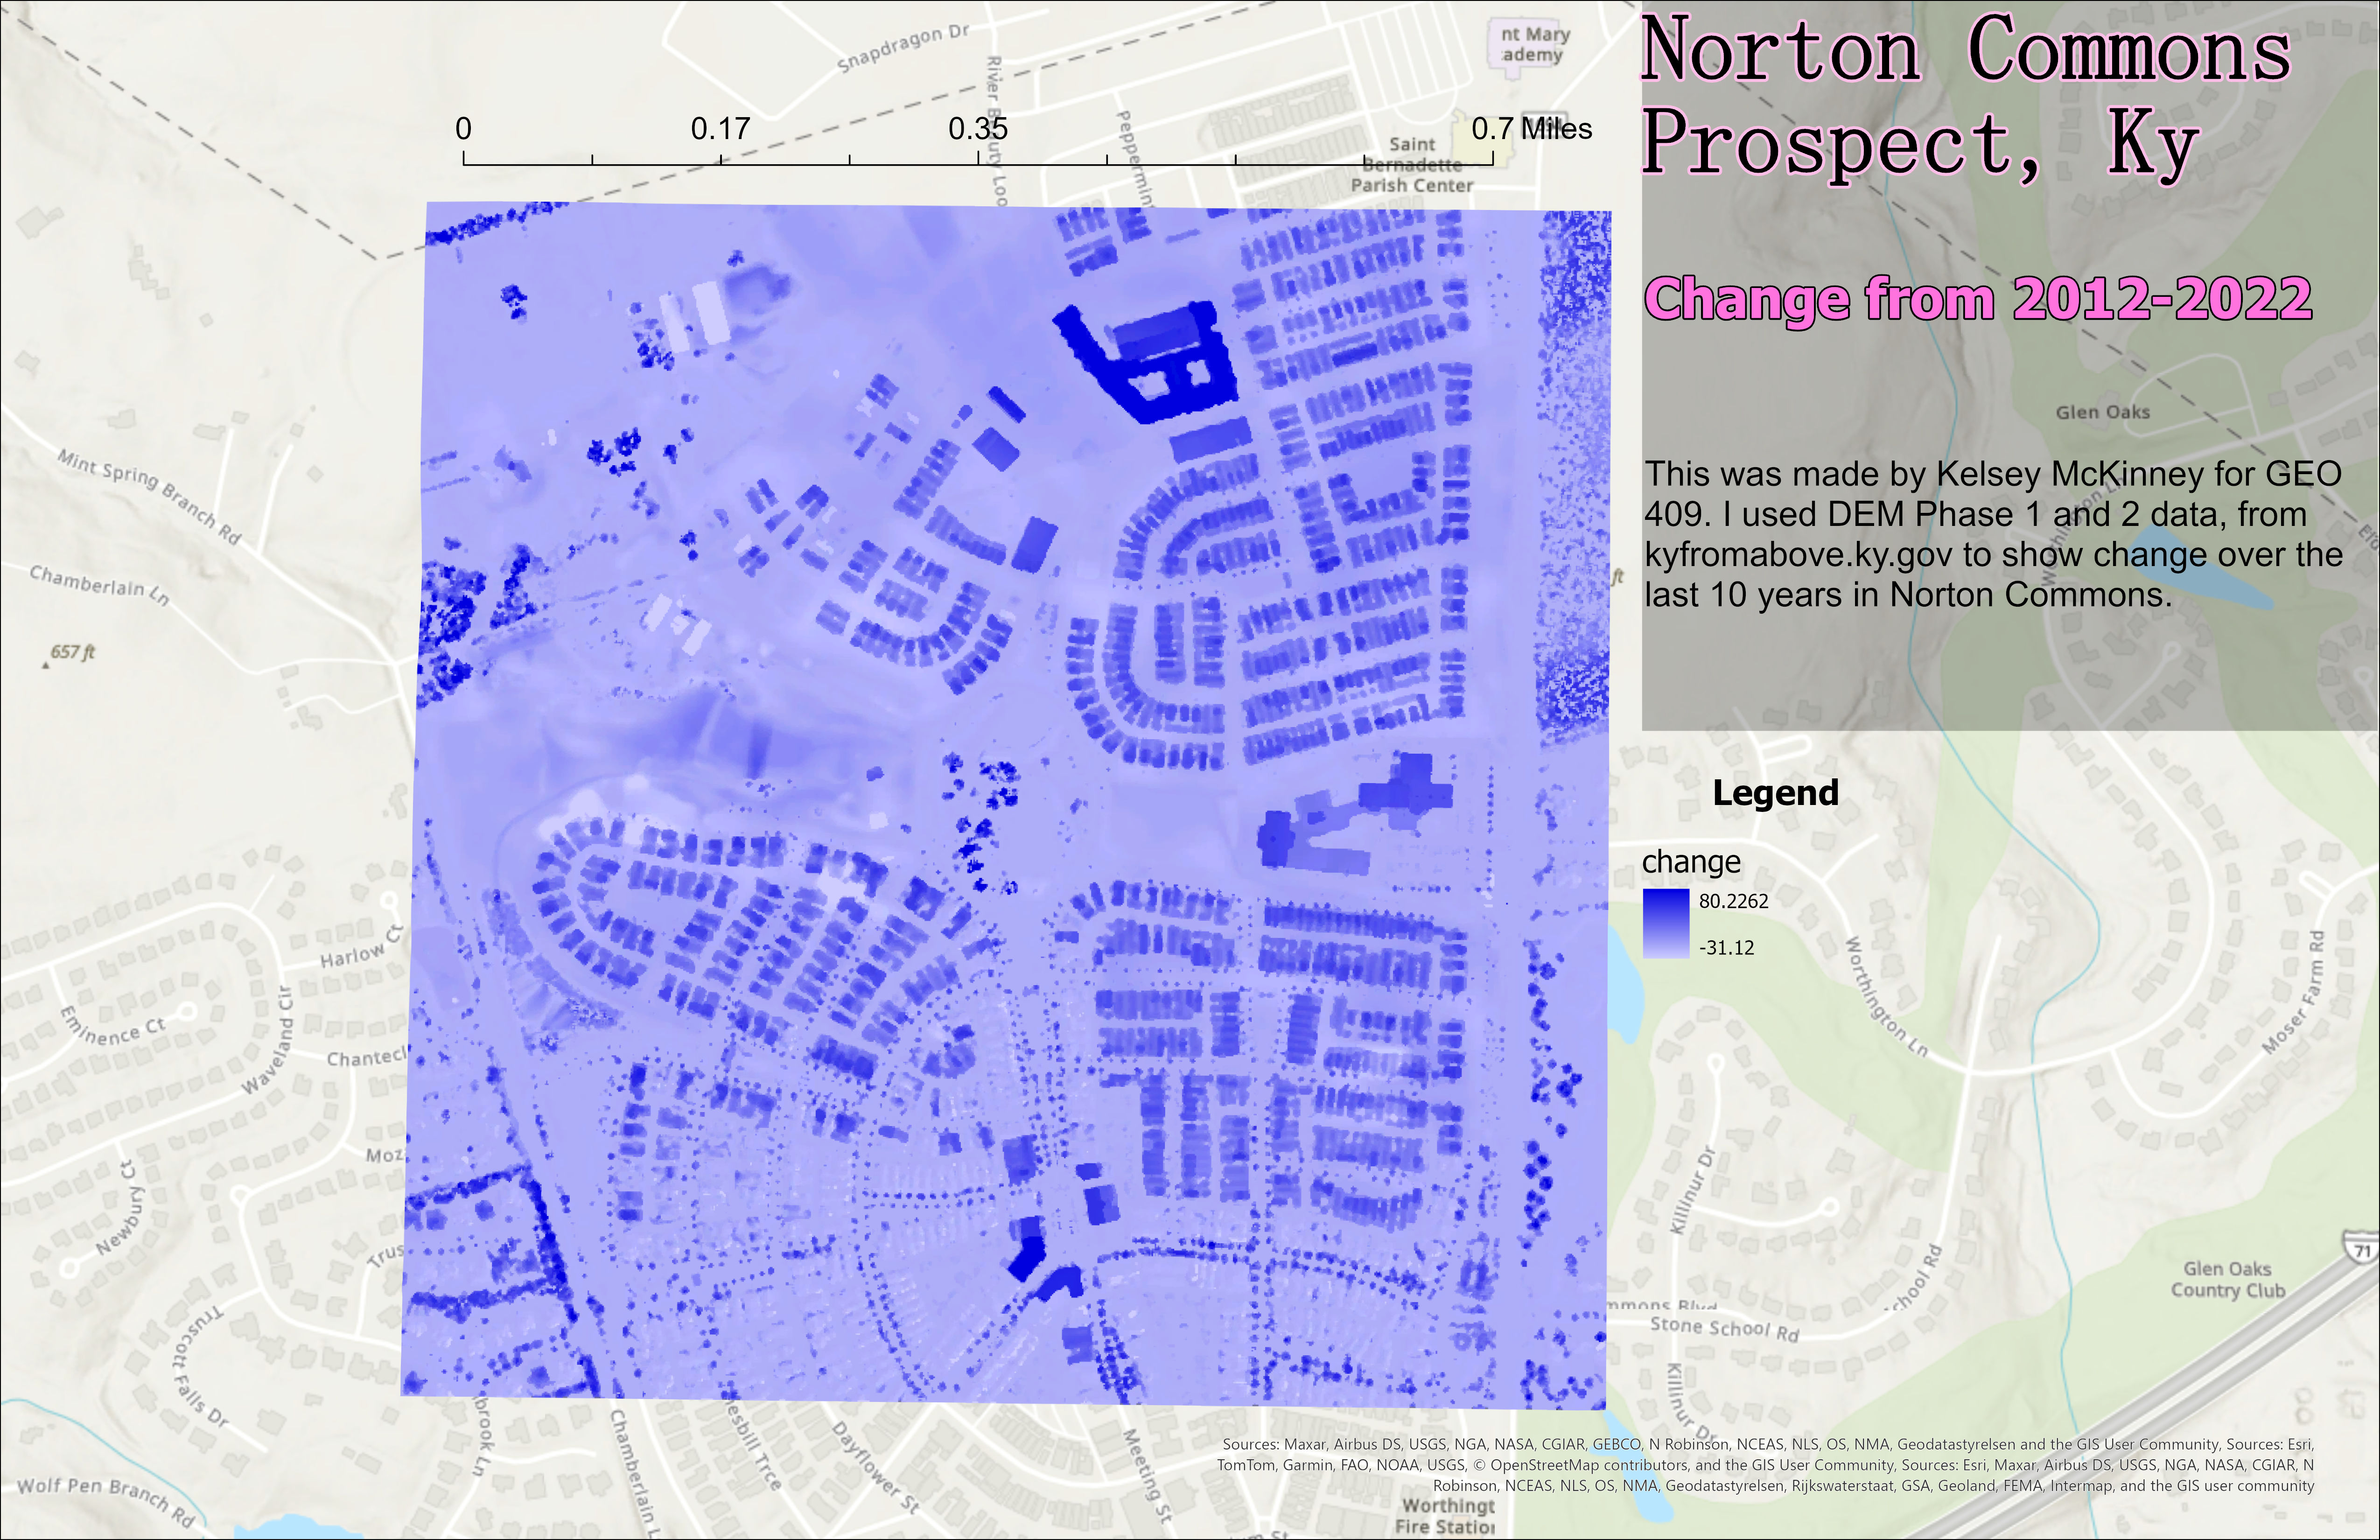 Norton Commons
Prospect, Ky
Change from 2012-2022
This was made by Kelsey McKinney for GEO
409. I used DEM Phase 1 and 2 data, from
kyfromabove.ky.gov to show change over the
last 10 years in Norton Commons.
Legend
change
80.2262
-31.12
0 0.17 0.35 0.7 Miles
Snapdragon Dr
nt Mary
ademy
Saint
Bernadette
Parish Center
Peppermin
Glen Oaks
Mint Spring Branch Rd
Chamberlain Ln
657 ft
ft
Harlow Ct
Eminence Ct
Waveland Cir
Chantecl
Moz
Newbury Ct
Trus
Truscott Falls Dr
Wolf Pen Branch Rd
brook Ln
Chamberlain L
esbill Trce
Dayflower St
Meeting St
Worthingt
Fire Station
Worthington Ln
Moser Farm Rd
Killinur Dr
School Rd
mmons Blvd
Stone School Rd
Killinur Dr
Glen Oaks
Country Club
71
Sources: Maxar, Airbus DS, USGS, NGA, NASA, CGIAR, GEBCO, N Robinson, NCEAS, NLS, OS, NMA, Geodatastyrelsen and the GIS User Community, Sources: Esri,
TomTom, Garmin, FAO, NOAA, USGS, © OpenStreetMap contributors, and the GIS User Community, Sources: Esri, Maxar, Airbus DS, USGS, NGA, NASA, CGIAR, N
Robinson, NCEAS, NLS, OS, NMA, Geodatastyrelsen, Rijkswaterstaat, GSA, Geoland, FEMA, Intermap, and the GIS user community